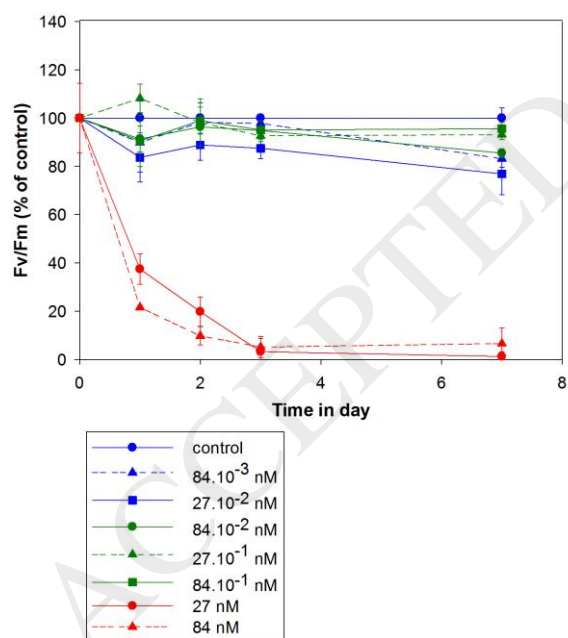 140
120
100
80
60
40
20
0
Fv/Fm (% of control)
0 2 4 6 8
Time in day
control
84.10⁻³ nM
27.10⁻² nM
84.10⁻² nM
27.10⁻¹ nM
84.10⁻¹ nM
27 nM
84 nM
ACCEPTED